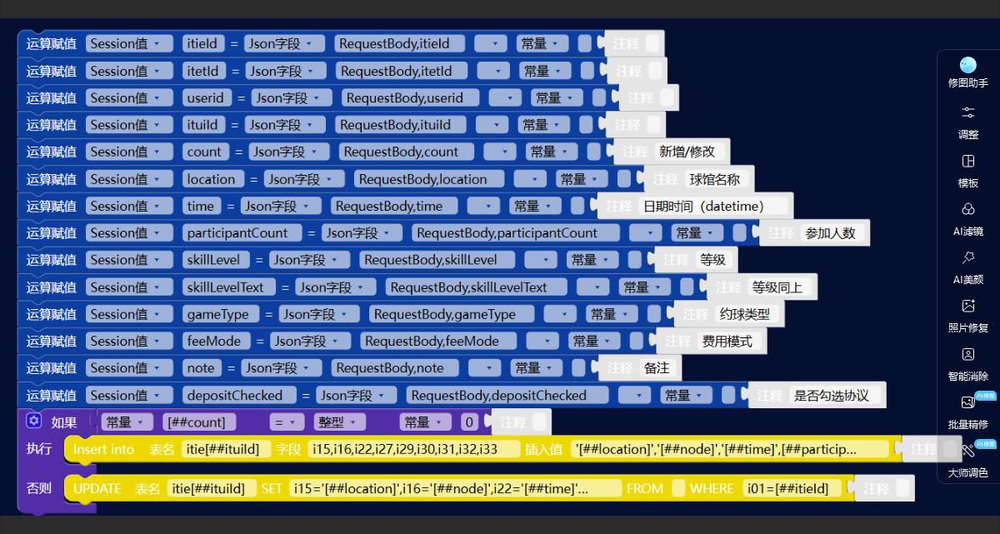 运算赋值 Session值 itieId = Json字段 RequestBody,itieId 常量 注释
运算赋值 Session值 itetId = Json字段 RequestBody,itetId 常量 注释
运算赋值 Session值 userid = Json字段 RequestBody,userid 常量 注释
运算赋值 Session值 ituild = Json字段 RequestBody,ituild 常量 注释
运算赋值 Session值 count = Json字段 RequestBody,count 常量 注释 新增/修改
运算赋值 Session值 location = Json字段 RequestBody,location 常量 注释 球馆名称
运算赋值 Session值 time = Json字段 RequestBody,time 常量 注释 日期时间（datetime）
运算赋值 Session值 participantCount = Json字段 RequestBody,participantCount 常量 注释 参加人数
运算赋值 Session值 skillLevel = Json字段 RequestBody,skillLevel 常量 注释 等级
运算赋值 Session值 skillLevelText = Json字段 RequestBody,skillLevelText 常量 注释 等级同上
运算赋值 Session值 gameType = Json字段 RequestBody,gameType 常量 注释 约球类型
运算赋值 Session值 feeMode = Json字段 RequestBody,feeMode 常量 注释 费用模式
运算赋值 Session值 note = Json字段 RequestBody,note 常量 注释 备注
运算赋值 Session值 depositChecked = Json字段 RequestBody,depositChecked 常量 注释 是否勾选协议
如果 常量 [##count] = 整型 常量 0 注释
执行 Insert into 表名 itie[##ituild] 字段 i15,i16,i22,i27,i29,i30,i31,i32,i33 插入值 '[##location]','[##node]','[##time]',[##particip... 注释
否则 UPDATE 表名 itie[##ituild] SET i15='[##location]',i16='[##node]',i22='[##time]'... FROM WHERE i01=[##itieId] 注释
修图助手
调整
模板
AI滤镜
AI美颜
照片修复
智能消除
AI修图
批量精修
AI修图
大师调色